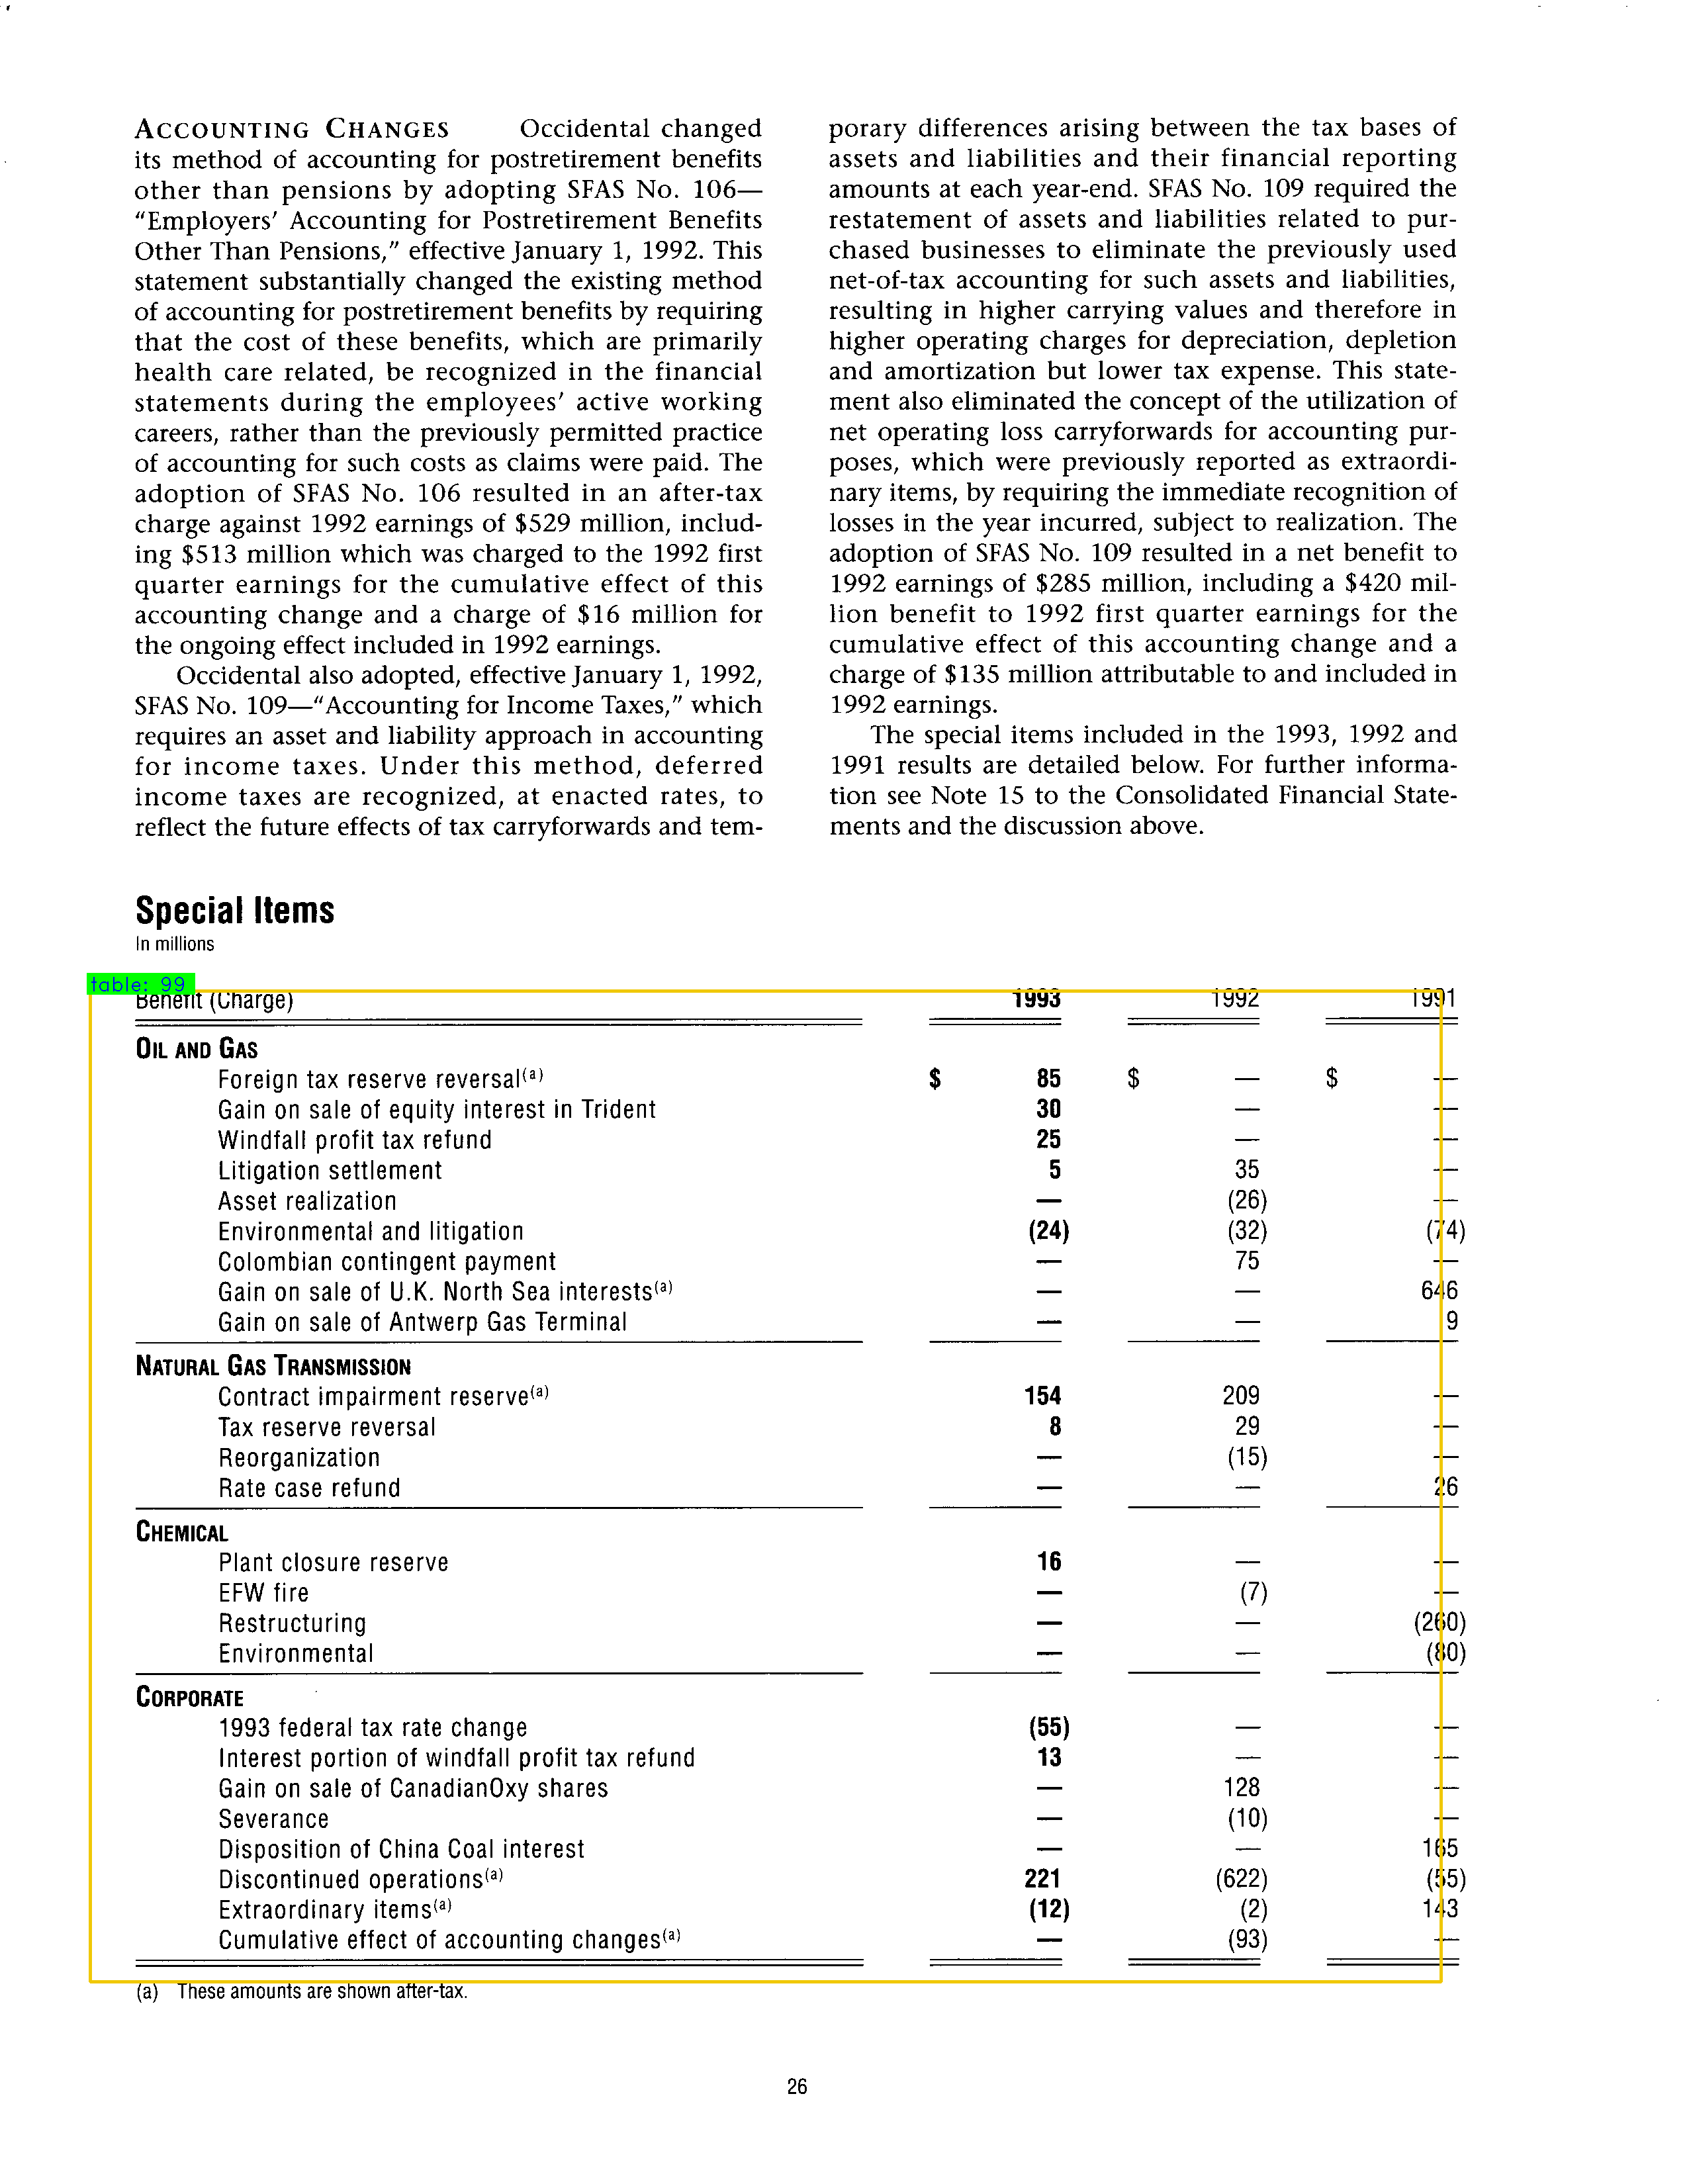 ACCOUNTING CHANGES Occidental changed
its method of accounting for postretirement benefits
other than pensions by adopting SFAS No. 106—
"Employers' Accounting for Postretirement Benefits
Other Than Pensions," effective January 1, 1992. This
statement substantially changed the existing method
of accounting for postretirement benefits by requiring
that the cost of these benefits, which are primarily
health care related, be recognized in the financial
statements during the employees' active working
careers, rather than the previously permitted practice
of accounting for such costs as claims were paid. The
adoption of SFAS No. 106 resulted in an after-tax
charge against 1992 earnings of $529 million, includ-
ing $513 million which was charged to the 1992 first
quarter earnings for the cumulative effect of this
accounting change and a charge of $16 million for
the ongoing effect included in 1992 earnings.
Occidental also adopted, effective January 1, 1992,
SFAS No. 109—"Accounting for Income Taxes," which
requires an asset and liability approach in accounting
for income taxes. Under this method, deferred
income taxes are recognized, at enacted rates, to
reflect the future effects of tax carryforwards and tem-
porary differences arising between the tax bases of
assets and liabilities and their financial reporting
amounts at each year-end. SFAS No. 109 required the
restatement of assets and liabilities related to pur-
chased businesses to eliminate the previously used
net-of-tax accounting for such assets and liabilities,
resulting in higher carrying values and therefore in
higher operating charges for depreciation, depletion
and amortization but lower tax expense. This state-
ment also eliminated the concept of the utilization of
net operating loss carryforwards for accounting pur-
poses, which were previously reported as extraordi-
nary items, by requiring the immediate recognition of
losses in the year incurred, subject to realization. The
adoption of SFAS No. 109 resulted in a net benefit to
1992 earnings of $285 million, including a $420 mil-
lion benefit to 1992 first quarter earnings for the
cumulative effect of this accounting change and a
charge of $135 million attributable to and included in
1992 earnings.
The special items included in the 1993, 1992 and
1991 results are detailed below. For further informa-
tion see Note 15 to the Consolidated Financial State-
ments and the discussion above.
Special Items
In millions
table: 99
Benefit (Charge) 1993 1992 1991
OIL AND GAS
Foreign tax reserve reversal(a) $ 85 $ — $ —
Gain on sale of equity interest in Trident 30 — —
Windfall profit tax refund 25 — —
Litigation settlement 5 35 —
Asset realization — (26) —
Environmental and litigation (24) (32) (74)
Colombian contingent payment — 75 —
Gain on sale of U.K. North Sea interests(a) — — 646
Gain on sale of Antwerp Gas Terminal — — 9
NATURAL GAS TRANSMISSION
Contract impairment reserve(a) 154 209 —
Tax reserve reversal 8 29 —
Reorganization — (15) —
Rate case refund — — 26
CHEMICAL
Plant closure reserve 16 — —
EFW fire — (7) —
Restructuring — — (260)
Environmental — — (80)
CORPORATE
1993 federal tax rate change (55) — —
Interest portion of windfall profit tax refund 13 — —
Gain on sale of CanadianOxy shares — 128 —
Severance — (10) —
Disposition of China Coal interest — — 165
Discontinued operations(a) 221 (622) (55)
Extraordinary items(a) (12) (2) 143
Cumulative effect of accounting changes(a) — (93) —
(a) These amounts are shown after-tax.
26